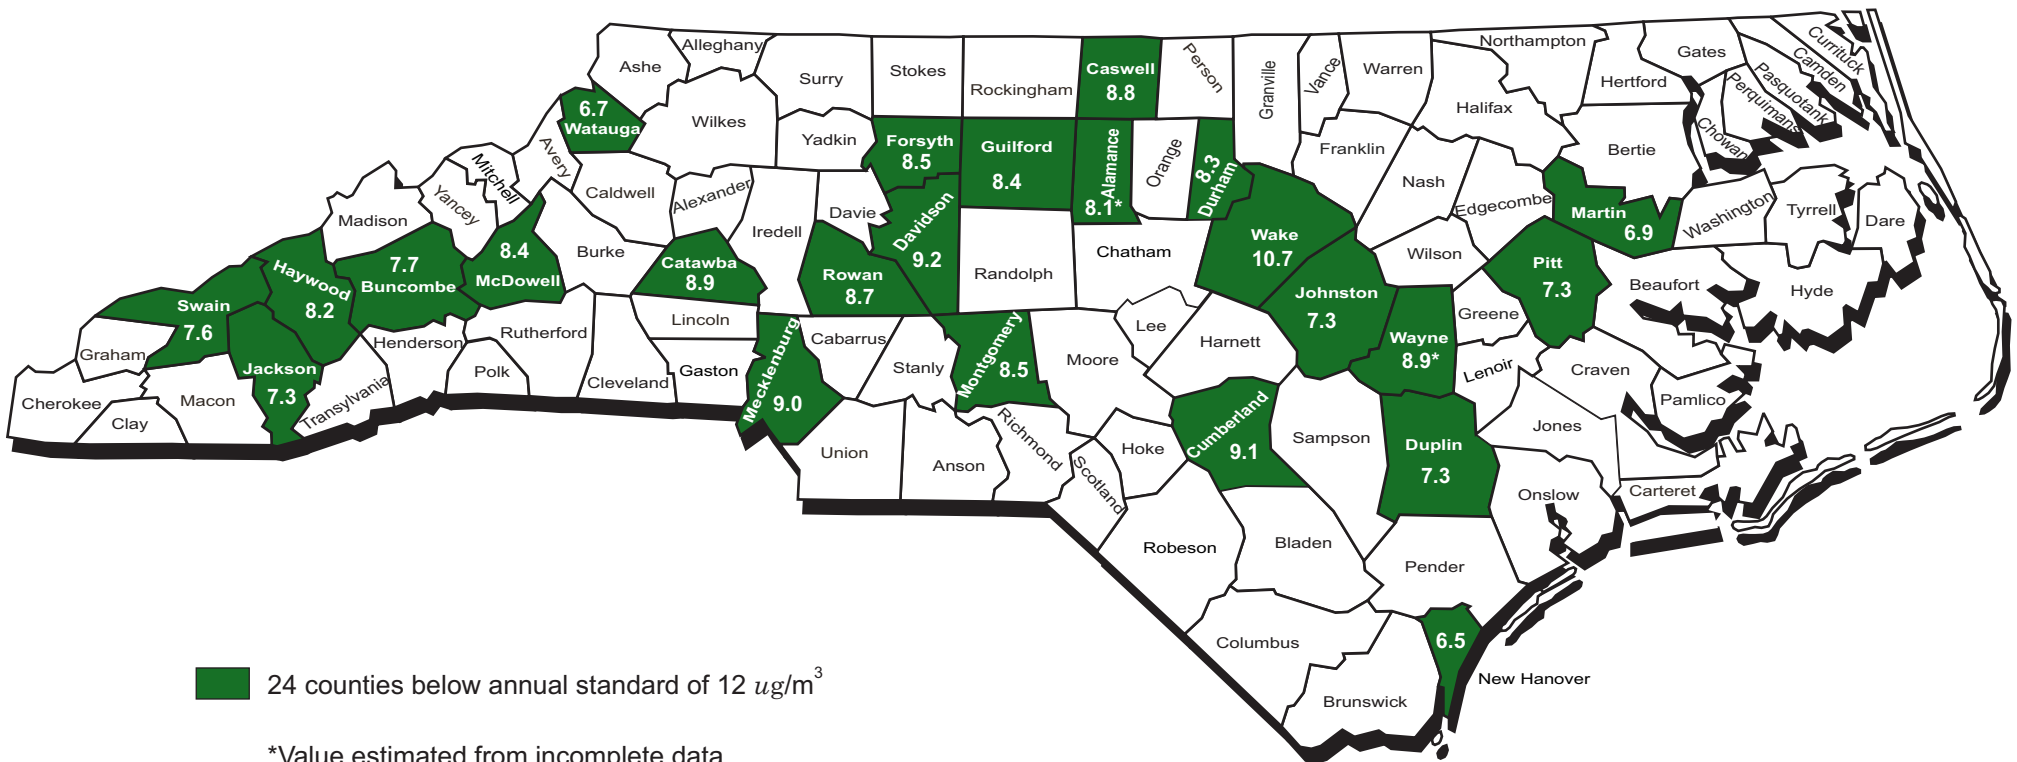 Ashe
Alleghany
Surry
Stokes
Rockingham
Caswell
8.8
Person
Granville
Vance
Warren
Northampton
Halifax
Hertford
Gates
Currituck
Camden
Pasquotank
Perquimans
Chowan
6.7
Watauga
Wilkes
Yadkin
Forsyth
8.5
Guilford
8.4
Alamance
8.1*
Orange
8.3
Durham
Franklin
Nash
Edgecombe
Bertie
Martin
6.9
Washington
Tyrrell
Dare
Mitchell
Avery
Yancey
Madison
Caldwell
Alexander
Iredell
Davie
Davidson
9.2
Randolph
Chatham
Wake
10.7
Wilson
Pitt
7.3
Beaufort
Hyde
Swain
7.6
Haywood
8.2
7.7
Buncombe
8.4
McDowell
Burke
Catawba
8.9
Rowan
8.7
Johnston
7.3
Greene
Wayne
8.9*
Graham
Jackson
7.3
Henderson
Rutherford
Lincoln
Cabarrus
Stanly
Montgomery
8.5
Moore
Lee
Harnett
Lenoir
Craven
Pamlico
Cherokee
Clay
Macon
Transylvania
Polk
Cleveland
Gaston
Mecklenburg
9.0
Union
Anson
Richmond
Scotland
Hoke
Cumberland
9.1
Sampson
Duplin
7.3
Jones
Onslow
Carteret
Robeson
Bladen
Pender
Columbus
Brunswick
6.5
New Hanover
24 counties below annual standard of 12 ug/m³
*Value estimated from incomplete data